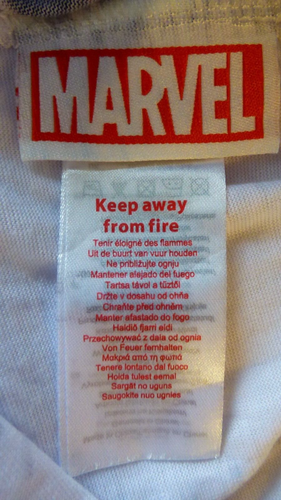 MARVEL
Keep away
from fire
Tenir éloigné des flammes
Uit de buurt van vuur houden
Ne približujte ognju
Mantener alejado del fuego
Tartsa távol a tűztől
Držte v dosahu od ohňa
Chraňte před ohněm
Manter afastado do fogo
Haldið fjarri eldi
Przechowywać z dala od ognia
Von Feuer fernhalten
Μακριά από τη φωτιά
Tenere lontano dal fuoco
Hoida tulest eemal
Sargāt no uguns
Saugokite nuo ugnies